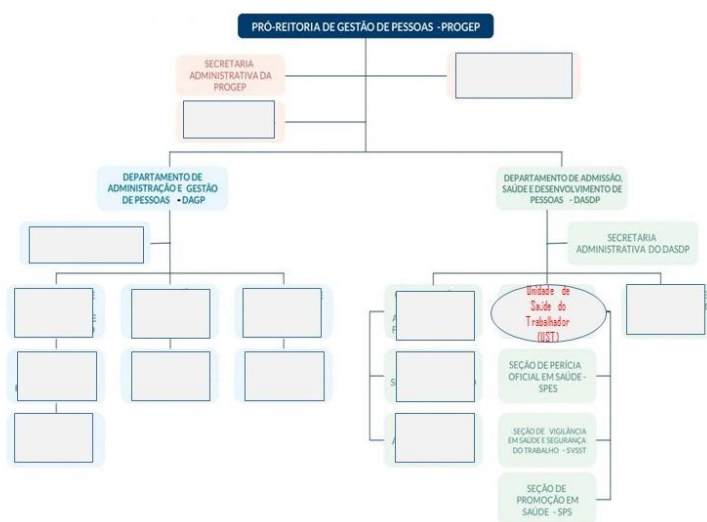 PRÓ-REITORIA DE GESTÃO DE PESSOAS -PROGEP
SECRETARIA
ADMINISTRATIVA DA
PROGEP
DEPARTAMENTO DE
ADMINISTRAÇÃO E GESTÃO
DE PESSOAS - DAGP
DEPARTAMENTO DE ADMISSÃO,
SAÚDE E DESENVOLVIMENTO DE
PESSOAS - DASDP
SECRETARIA
ADMINISTRATIVA DO DASDP
Unidade de
Saúde do
Trabalhador
(UST)
SEÇÃO DE PERÍCIA
OFICIAL EM SAÚDE -
SPES
SEÇÃO DE VIGILÂNCIA
EM SAÚDE E SEGURANÇA
DO TRABALHO - SVSST
SEÇÃO DE
PROMOÇÃO EM
SAÚDE - SPS